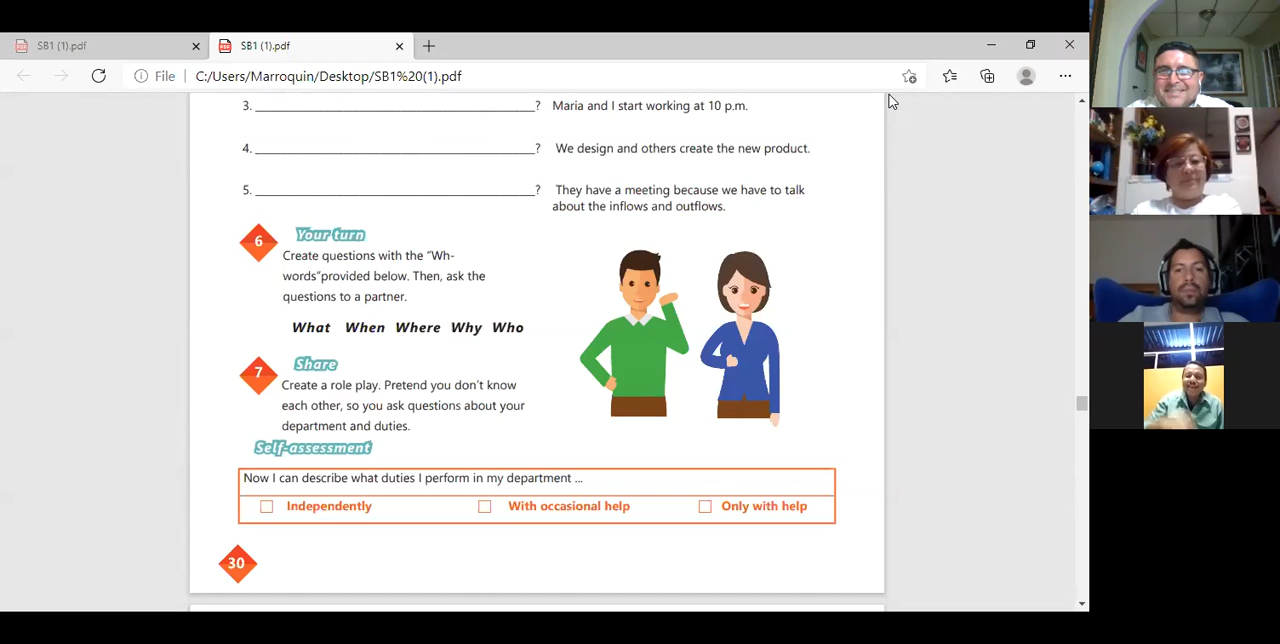 SB1 (1).pdf
SB1 (1).pdf
File
C:/Users/Marroquin/Desktop/SB1%20(1).pdf
3. ? Maria and I start working at 10 p.m.
4. ? We design and others create the new product.
5. ? They have a meeting because we have to talk
about the inflows and outflows.
6 Your turn
Create questions with the "Wh-
words"provided below. Then, ask the
questions to a partner.
What When Where Why Who
7 Share
Create a role play. Pretend you don't know
each other, so you ask questions about your
department and duties.
Self-assessment
Now I can describe what duties I perform in my department ...
Independently With occasional help Only with help
30